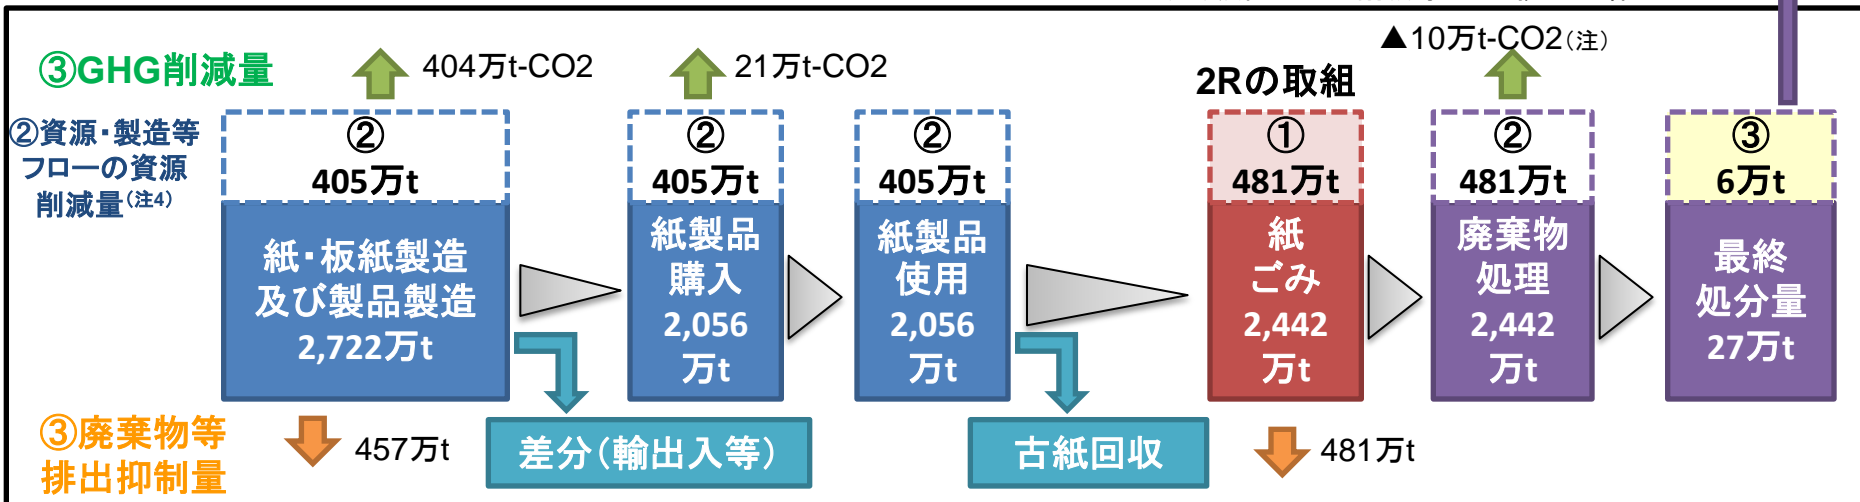 ③GHG削減量
404万t-CO2
21万t-CO2
▲10万t-CO2(注)
2Rの取組
②資源・製造等
フローの資源
削減量(注4)
②
405万t
②
405万t
②
405万t
①
481万t
②
481万t
③
6万t
紙・板紙製造
及び製品製造
2,722万t
紙製品
購入
2,056
万t
紙製品
使用
2,056
万t
紙
ごみ
2,442
万t
廃棄物
処理
2,442
万t
最終
処分量
27万t
③廃棄物等
排出抑制量
457万t
差分(輸出入等)
古紙回収
481万t